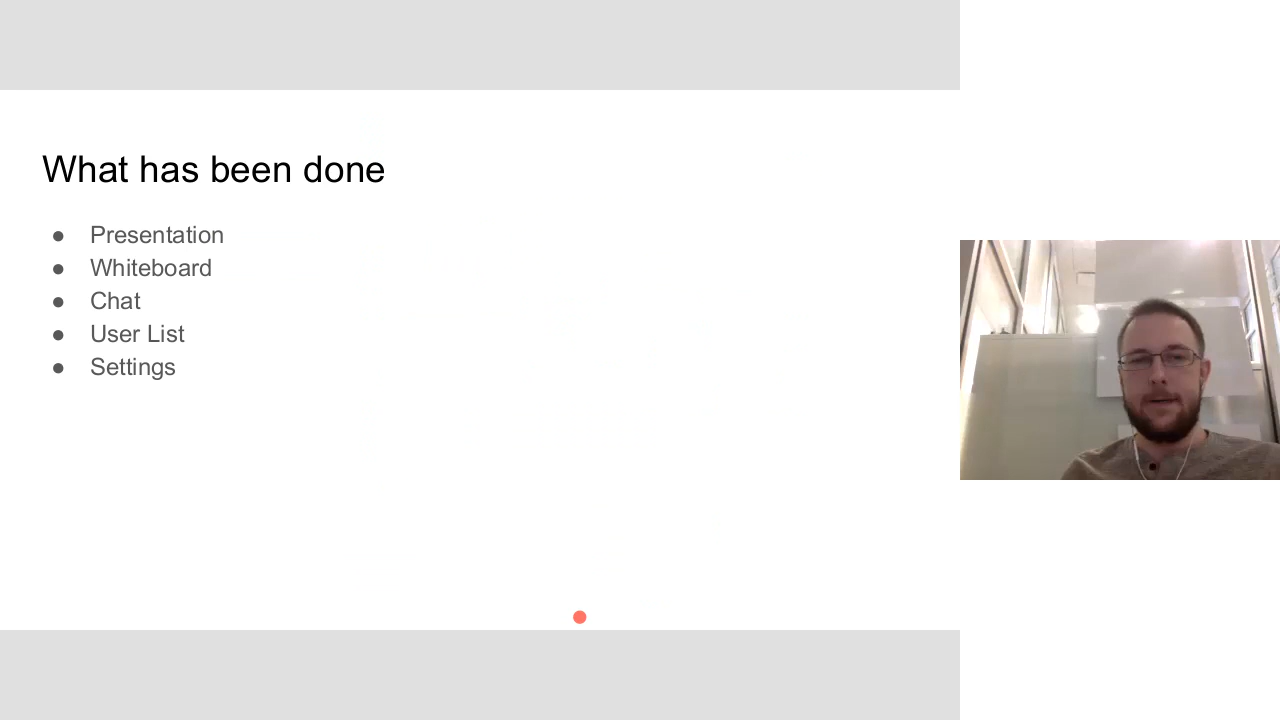 What has been done
● Presentation
● Whiteboard
● Chat
● User List
● Settings